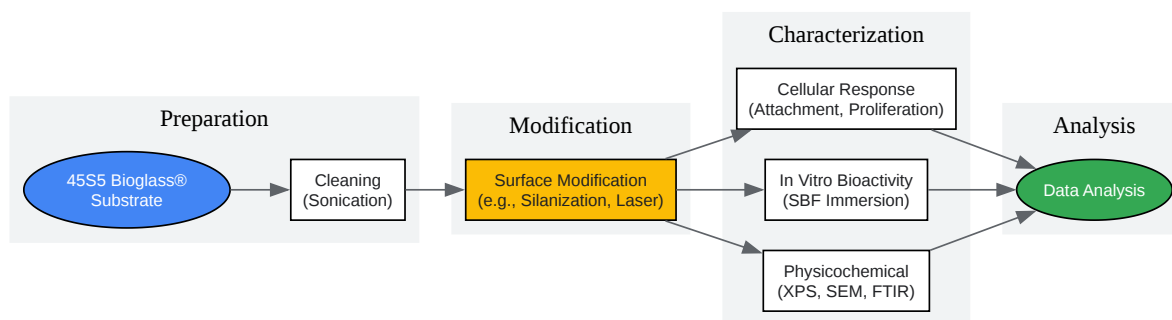 Preparation
45S5 Bioglass®
Substrate
Cleaning
(Sonication)
Modification
Surface Modification
(e.g., Silanization, Laser)
Characterization
Cellular Response
(Attachment, Proliferation)
In Vitro Bioactivity
(SBF Immersion)
Physicochemical
(XPS, SEM, FTIR)
Analysis
Data Analysis